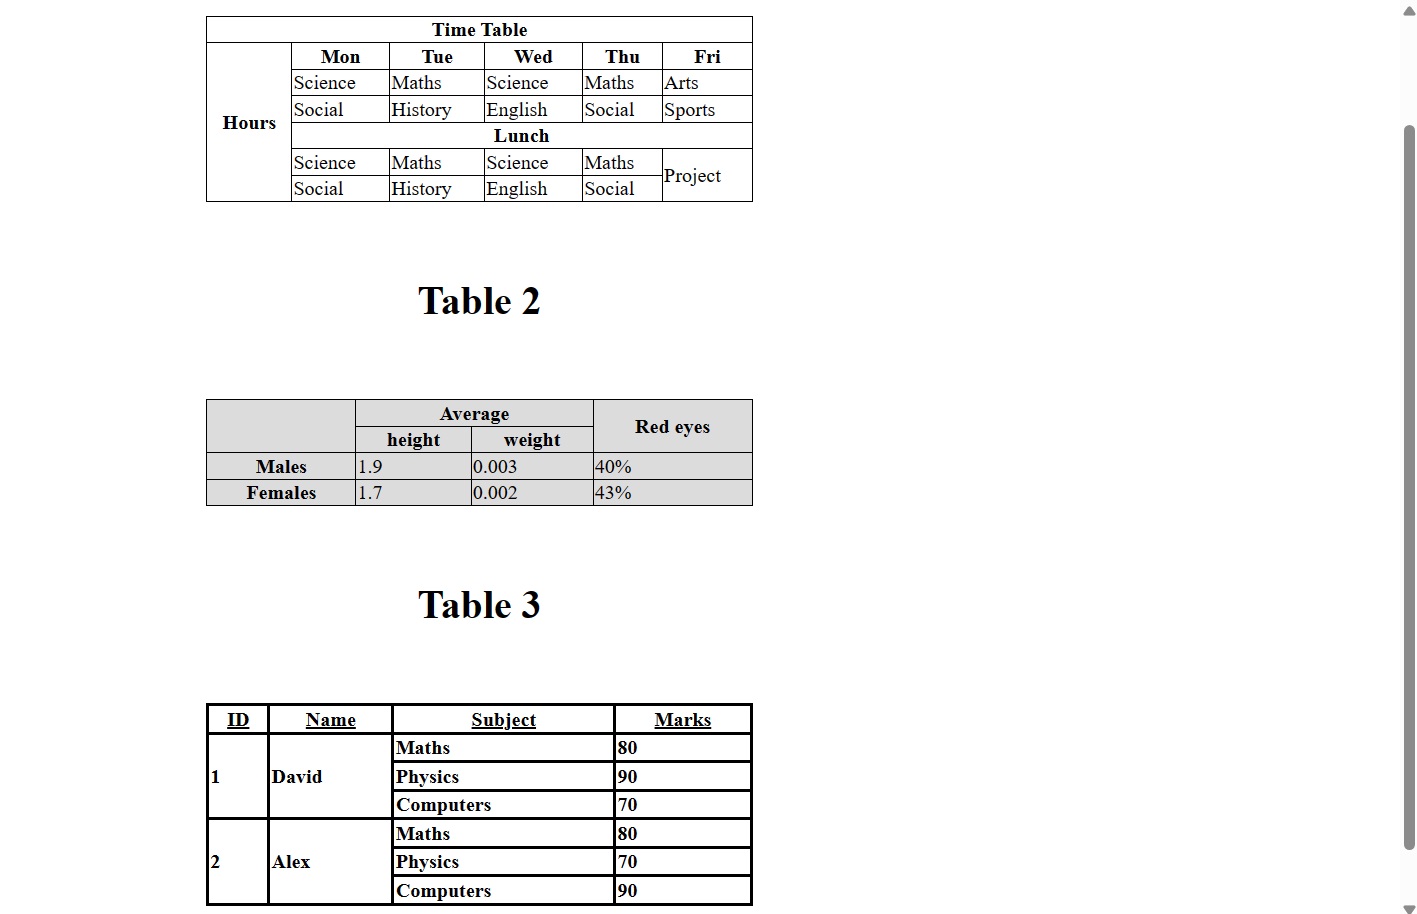 Time Table
Hours Mon Tue Wed Thu Fri
Science Maths Science Maths Arts
Social History English Social Sports
Lunch
Science Maths Science Maths Project
Social History English Social
Table 2
Average Red eyes
height weight
Males 1.9 0.003 40%
Females 1.7 0.002 43%
Table 3
ID Name Subject Marks
1 David Maths 80
Physics 90
Computers 70
2 Alex Maths 80
Physics 70
Computers 90